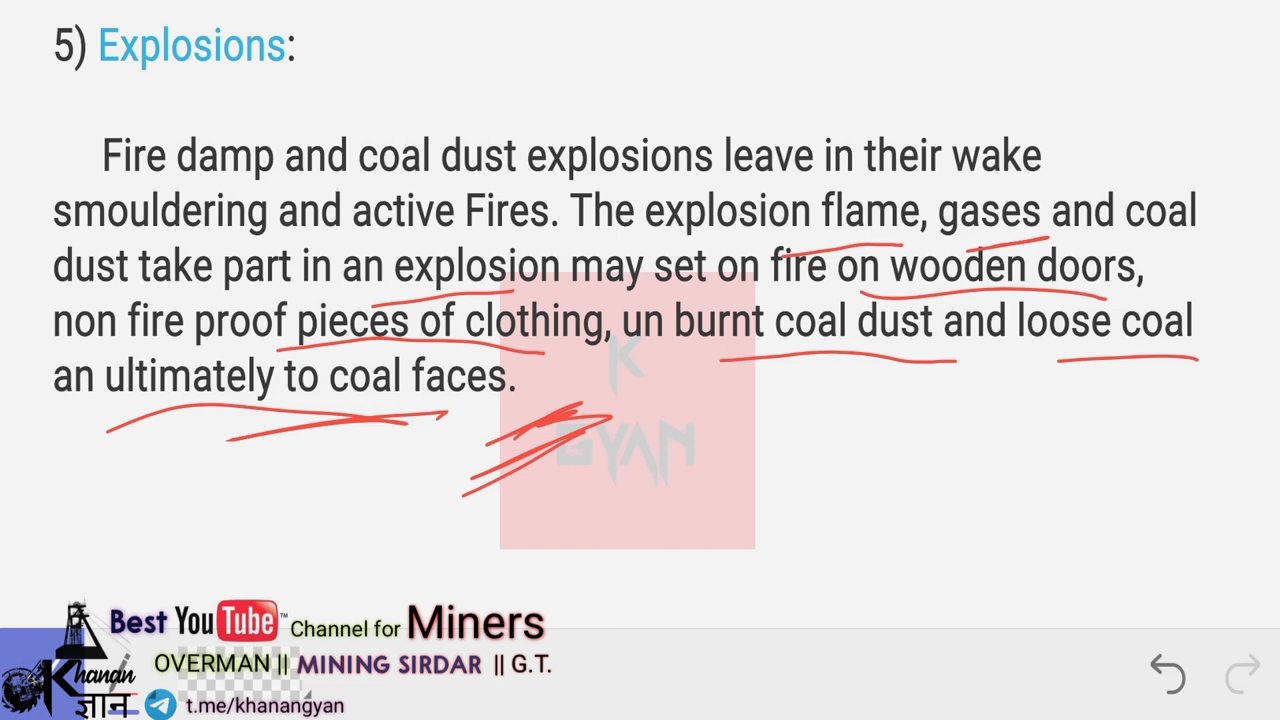 5) Explosions:
Fire damp and coal dust explosions leave in their wake
smouldering and active Fires. The explosion flame, gases and coal
dust take part in an explosion may set on fire on wooden doors,
non fire proof pieces of clothing, un burnt coal dust and loose coal
an ultimately to coal faces.
K
GYAN
Best YouTube™ Channel for Miners
OVERMAN || MINING SIRDAR || G.T.
Khanan
ज्ञान
t.me/khanangyan